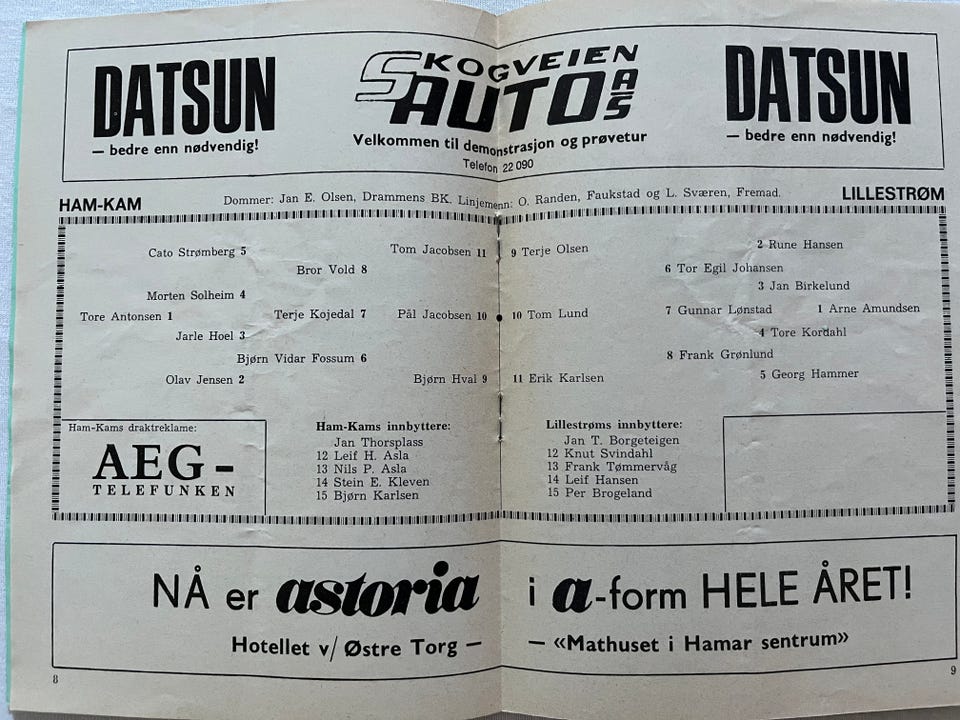 DATSUN
– bedre enn nødvendig!
SKOGVEIEN
AUTO A/S
Velkommen til demonstrasjon og prøvetur
Telefon 22 090
DATSUN
– bedre enn nødvendig!
HAM-KAM
Dommer: Jan E. Olsen, Drammens BK. Linjemenn: O. Randen, Faukstad og L. Sværen, Fremad.
LILLESTRØM
Cato Strømberg 5
Tom Jacobsen 11
Bror Vold 8
Morten Solheim 4
Tore Antonsen 1
Terje Kojedal 7
Pål Jacobsen 10
Jarle Hoel 3
Bjørn Vidar Fossum 6
Olav Jensen 2
Bjørn Hval 9
9 Terje Olsen
2 Rune Hansen
6 Tor Egil Johansen
3 Jan Birkelund
10 Tom Lund
7 Gunnar Lønstad
1 Arne Amundsen
4 Tore Kordahl
8 Frank Grønlund
11 Erik Karlsen
5 Georg Hammer
Ham-Kams draktreklame:
AEG –
TELEFUNKEN
Ham-Kams innbyttere:
Jan Thorsplass
12 Leif H. Asla
13 Nils P. Asla
14 Stein E. Kleven
15 Bjørn Karlsen
Lillestrøms innbyttere:
Jan T. Borgeteigen
12 Knut Svindahl
13 Frank Tømmervåg
14 Leif Hansen
15 Per Brogeland
NÅ er astoria i a-form HELE ÅRET!
Hotellet v/ Østre Torg – – «Mathuset i Hamar sentrum»
8
9